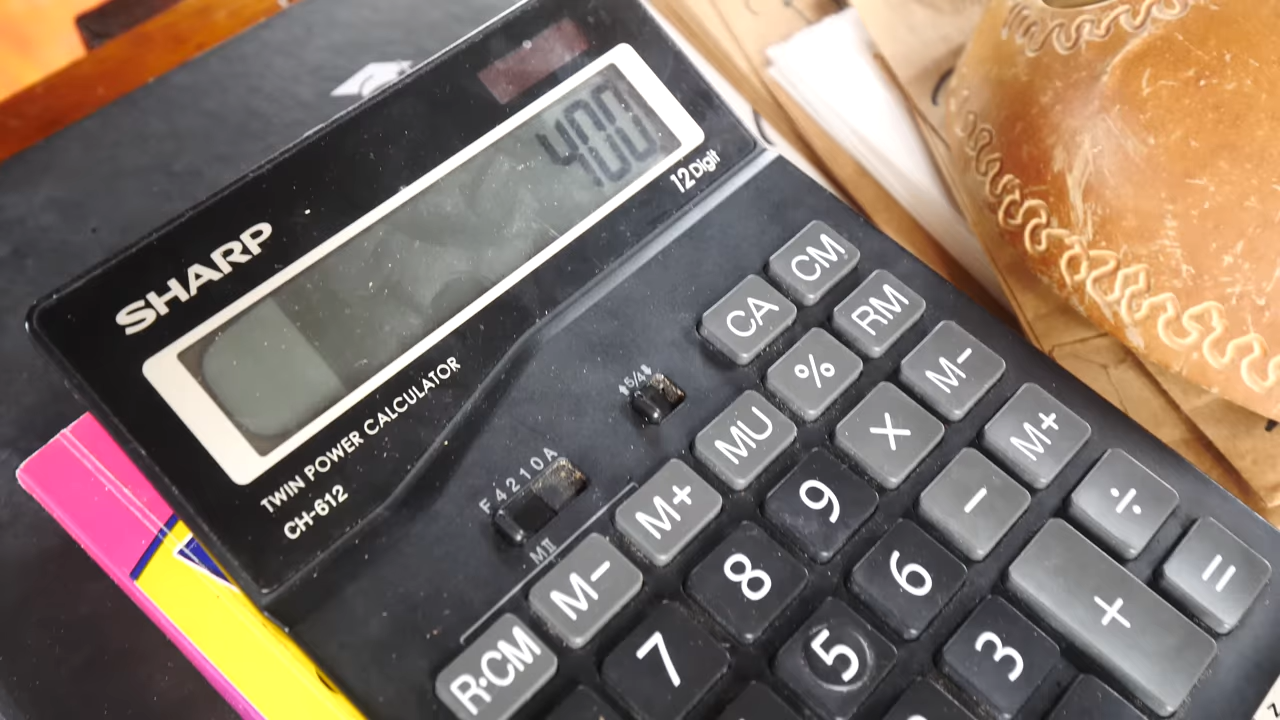 400
12 Digit
SHARP
TWIN POWER CALCULATOR
CH-612
CM
CA
RM
5/4
%
M−
MU
×
M+
F 4 2 1 0 A
M+
9
−
÷
MII
M−
8
6
+
=
R·CM
7
5
3